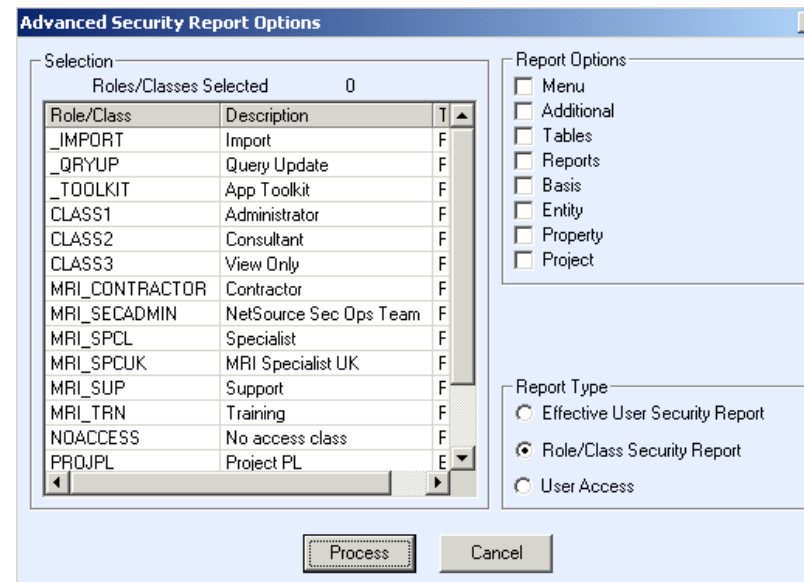 Advanced Security Report Options
Selection
Roles/Classes Selected 0
Role/Class Description T
_IMPORT Import F
_QRYUP Query Update F
_TOOLKIT App Toolkit F
CLASS1 Administrator F
CLASS2 Consultant F
CLASS3 View Only F
MRI_CONTRACTOR Contractor F
MRI_SECADMIN NetSource Sec Ops Team F
MRI_SPCL Specialist F
MRI_SPCUK MRI Specialist UK F
MRI_SUP Support F
MRI_TRN Training F
NOACCESS No access class F
PROJPL Project PL E
Report Options
Menu
Additional
Tables
Reports
Basis
Entity
Property
Project
Report Type
Effective User Security Report
Role/Class Security Report
User Access
Process Cancel